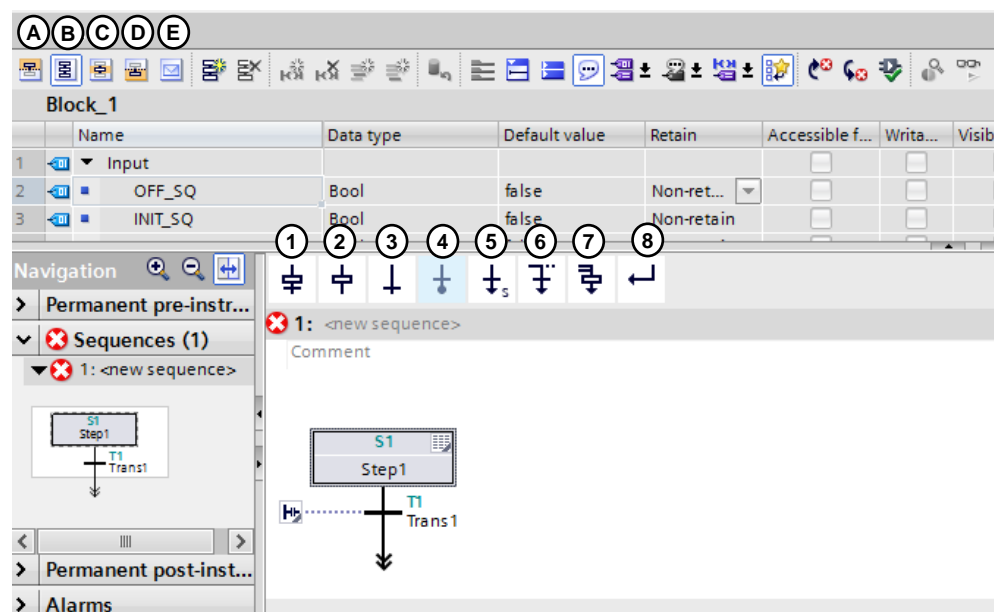 A B C D E
Block_1
Name Data type Default value Retain Accessible f... Writa... Visib
1 Input
2 OFF_SQ Bool false Non-ret...
3 INIT_SQ Bool false Non-retain
1 2 3 4 5 6 7 8
Navigation
S
Permanent pre-instr...
1: <new sequence>
Sequences (1)
Comment
1: <new sequence>
S1
Step1
T1
Trans1
S1
Step1
T1
Trans1
Permanent post-inst...
Alarms